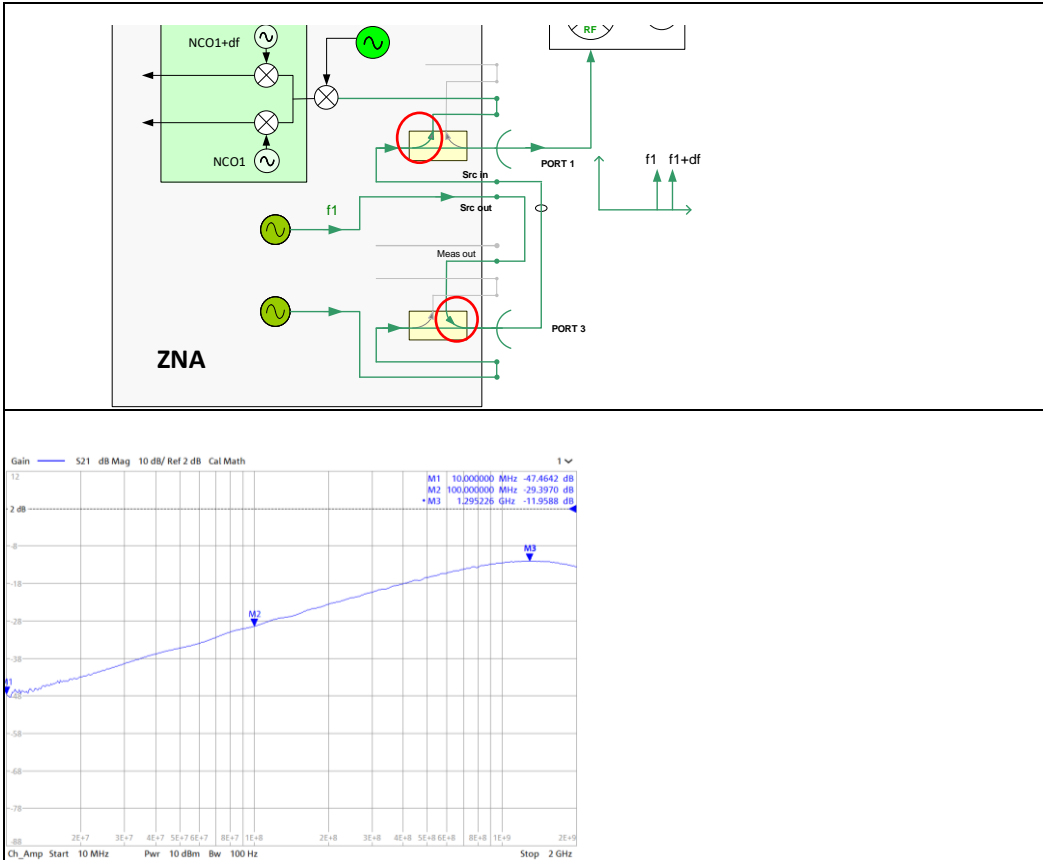 NCO1+df
RF
NCO1
PORT 1
f1 f1+df
Src in
f1
Src out
Meas out
PORT 3
ZNA
Gain S21 dB Mag 10 dB/ Ref 2 dB Cal Math 1
12
M1 10.000000 MHz -47.4642 dB
M2 100.000000 MHz -29.3970 dB
•M3 1.295226 GHz -11.9588 dB
2 dB
-8
M3
-18
M2
-28
-38
M1
-48
-58
-68
-78
-88
2E+7 3E+7 4E+7 5E+7 6E+7 8E+7 1E+8 2E+8 3E+8 4E+8 5E+8 6E+8 8E+8 1E+9 2E+9
Ch_Amp Start 10 MHz Pwr 10 dBm Bw 100 Hz Stop 2 GHz